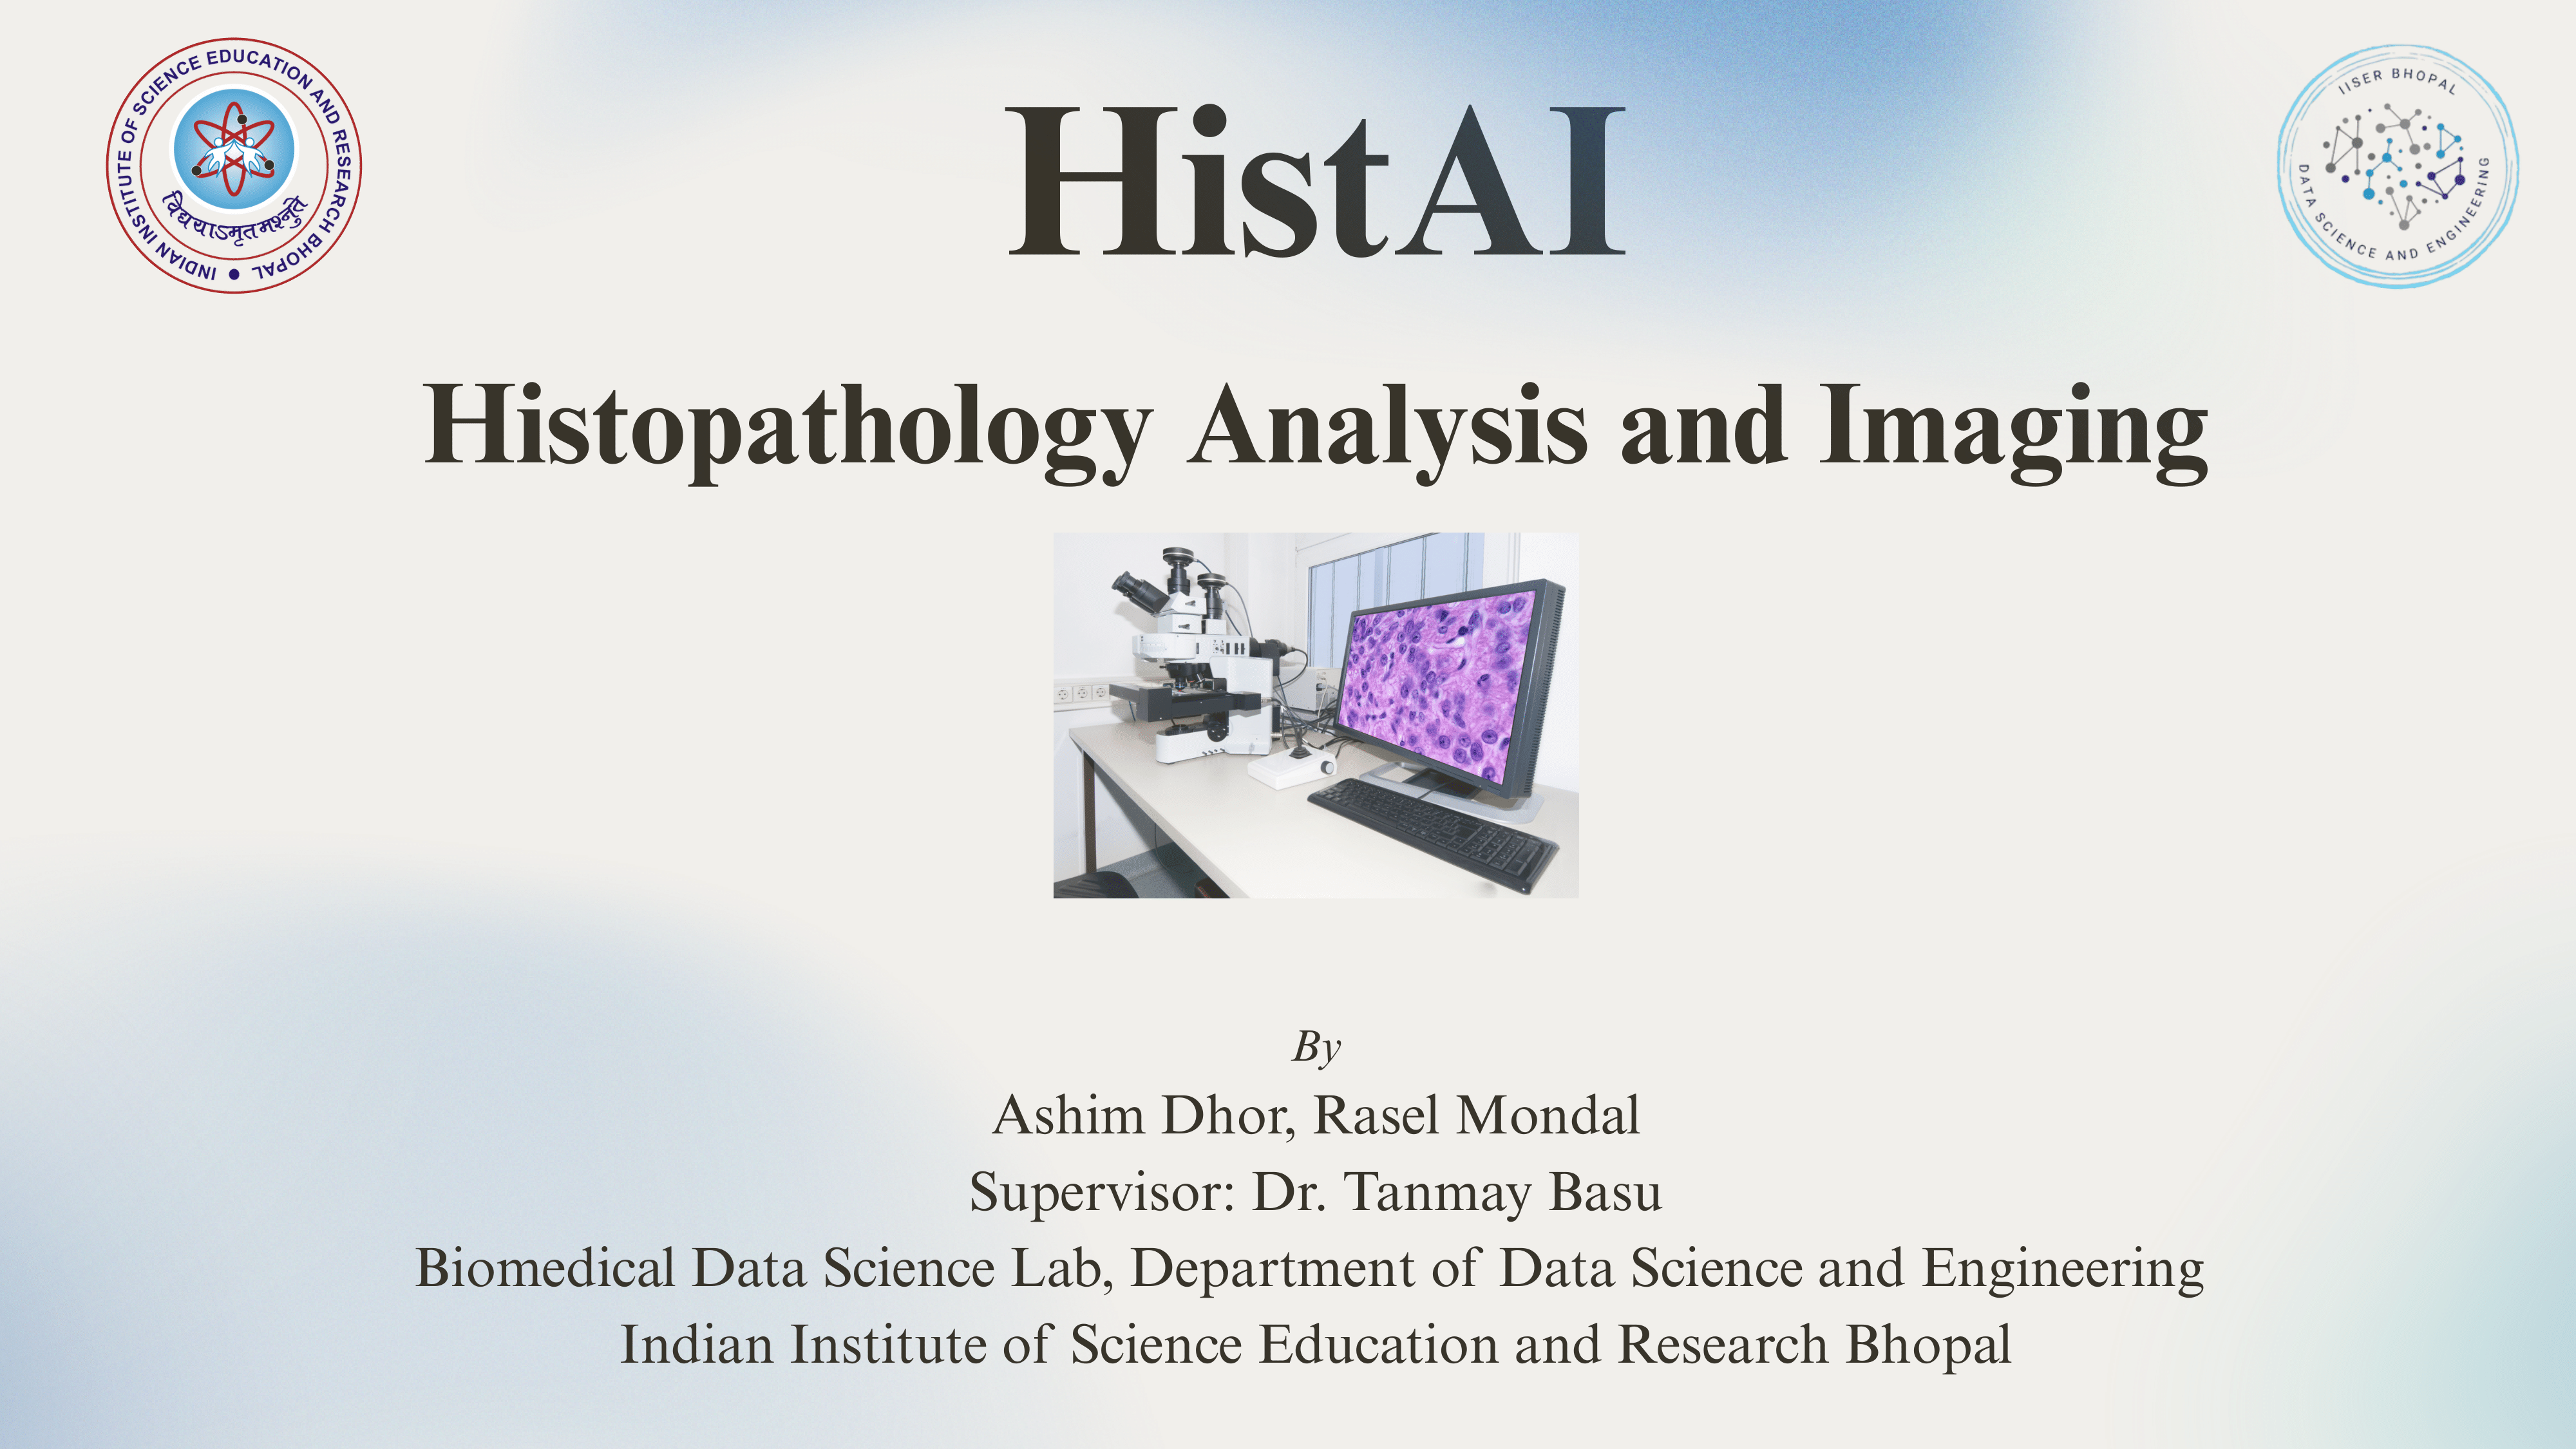 INDIAN INSTITUTE OF SCIENCE EDUCATION AND RESEARCH BHOPAL
विद्ययाऽमृतमश्नुते
HistAI
IISER BHOPAL
DATA SCIENCE AND ENGINEERING
Histopathology Analysis and Imaging
By
Ashim Dhor, Rasel Mondal
Supervisor: Dr. Tanmay Basu
Biomedical Data Science Lab, Department of Data Science and Engineering
Indian Institute of Science Education and Research Bhopal